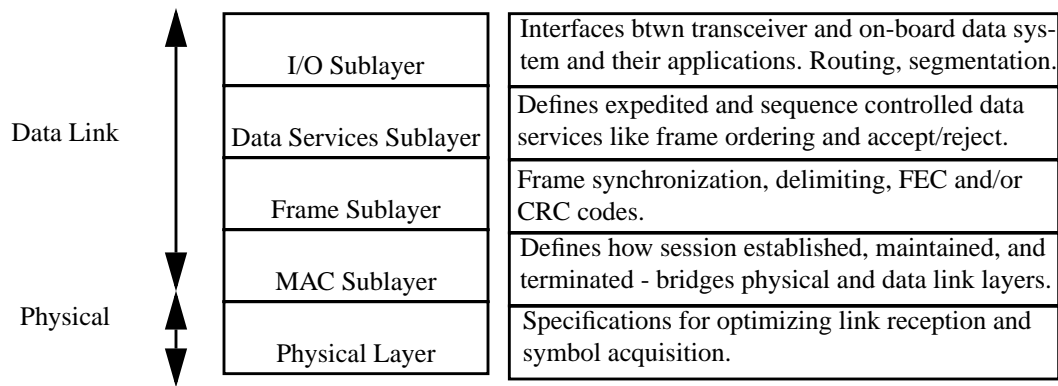 Data Link
Physical
I/O Sublayer
Interfaces btwn transceiver and on-board data sys-
tem and their applications. Routing, segmentation.
Data Services Sublayer
Defines expedited and sequence controlled data
services like frame ordering and accept/reject.
Frame Sublayer
Frame synchronization, delimiting, FEC and/or
CRC codes.
MAC Sublayer
Defines how session established, maintained, and
terminated - bridges physical and data link layers.
Physical Layer
Specifications for optimizing link reception and
symbol acquisition.